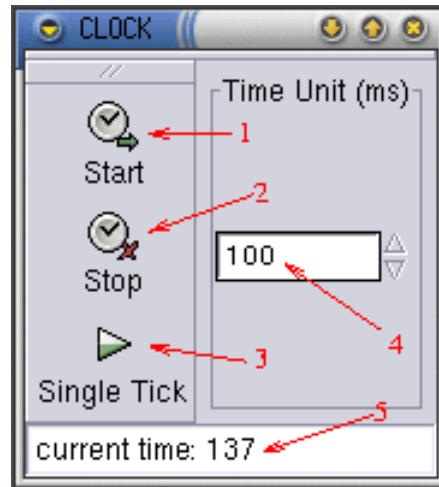 CLOCK
Time Unit (ms)
1
Start
2
100
Stop
4
3
Single Tick
5
current time: 137